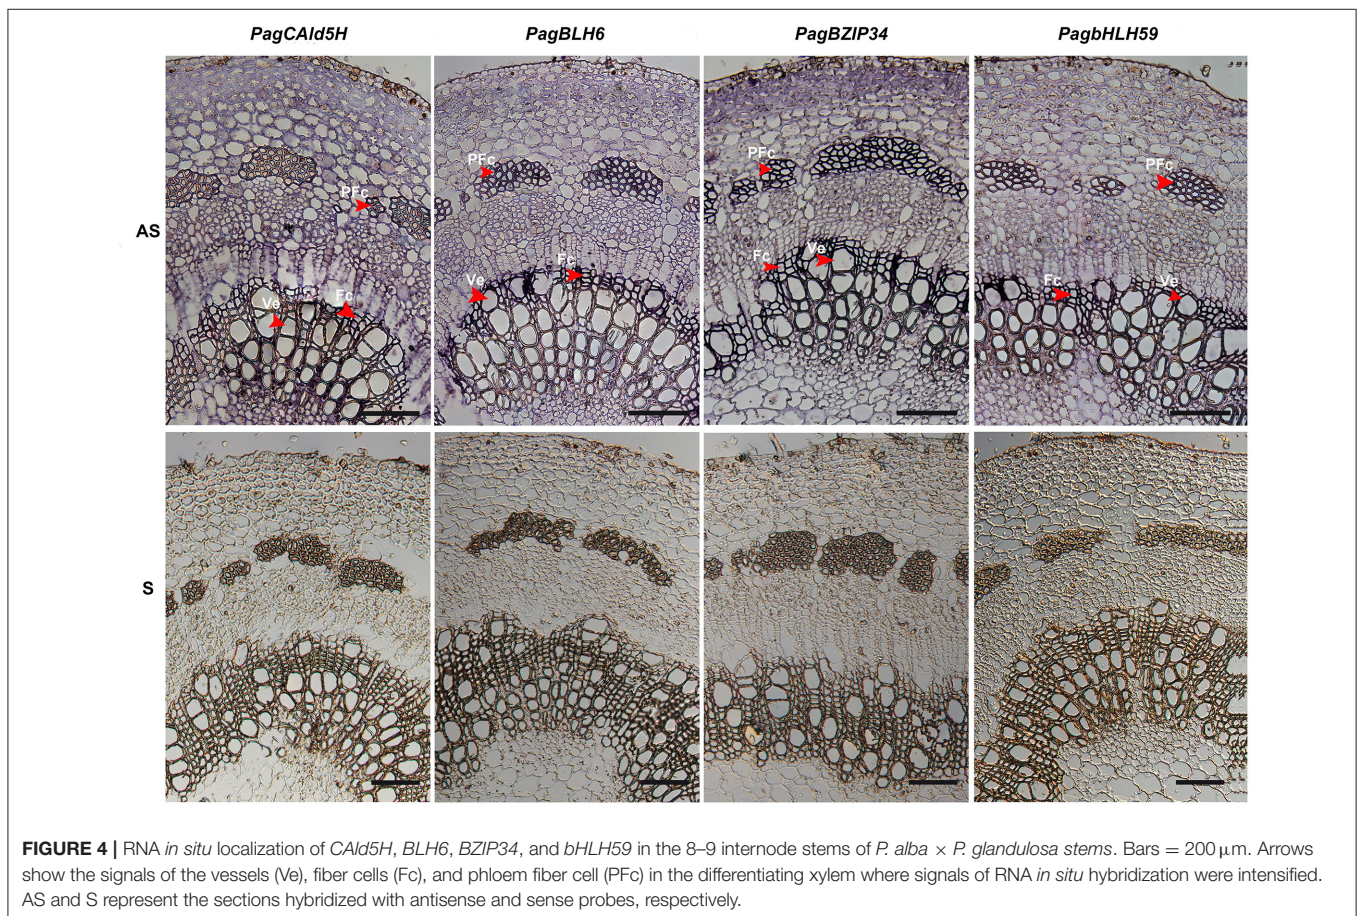 PagCAld5H PagBLH6 PagBZIP34 PagbHLH59
AS
PFc
Ve
Fc
PFc
Ve
Fc
PFc
Fc
Ve
PFc
Fc
Ve
S
FIGURE 4 | RNA in situ localization of CAld5H, BLH6, BZIP34, and bHLH59 in the 8–9 internode stems of P. alba × P. glandulosa stems. Bars = 200 µm. Arrows
show the signals of the vessels (Ve), fiber cells (Fc), and phloem fiber cell (PFc) in the differentiating xylem where signals of RNA in situ hybridization were intensified.
AS and S represent the sections hybridized with antisense and sense probes, respectively.